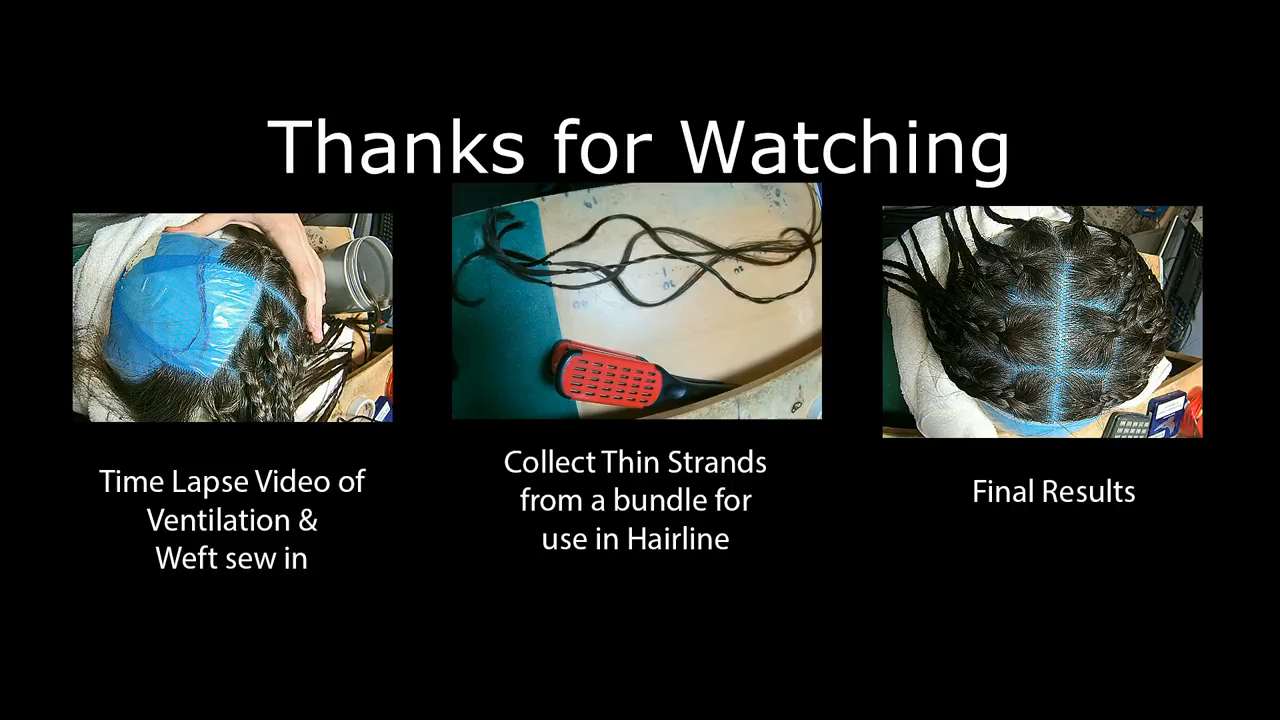 Thanks for Watching
Time Lapse Video of
Ventilation &
Weft sew in
Collect Thin Strands
from a bundle for
use in Hairline
Final Results